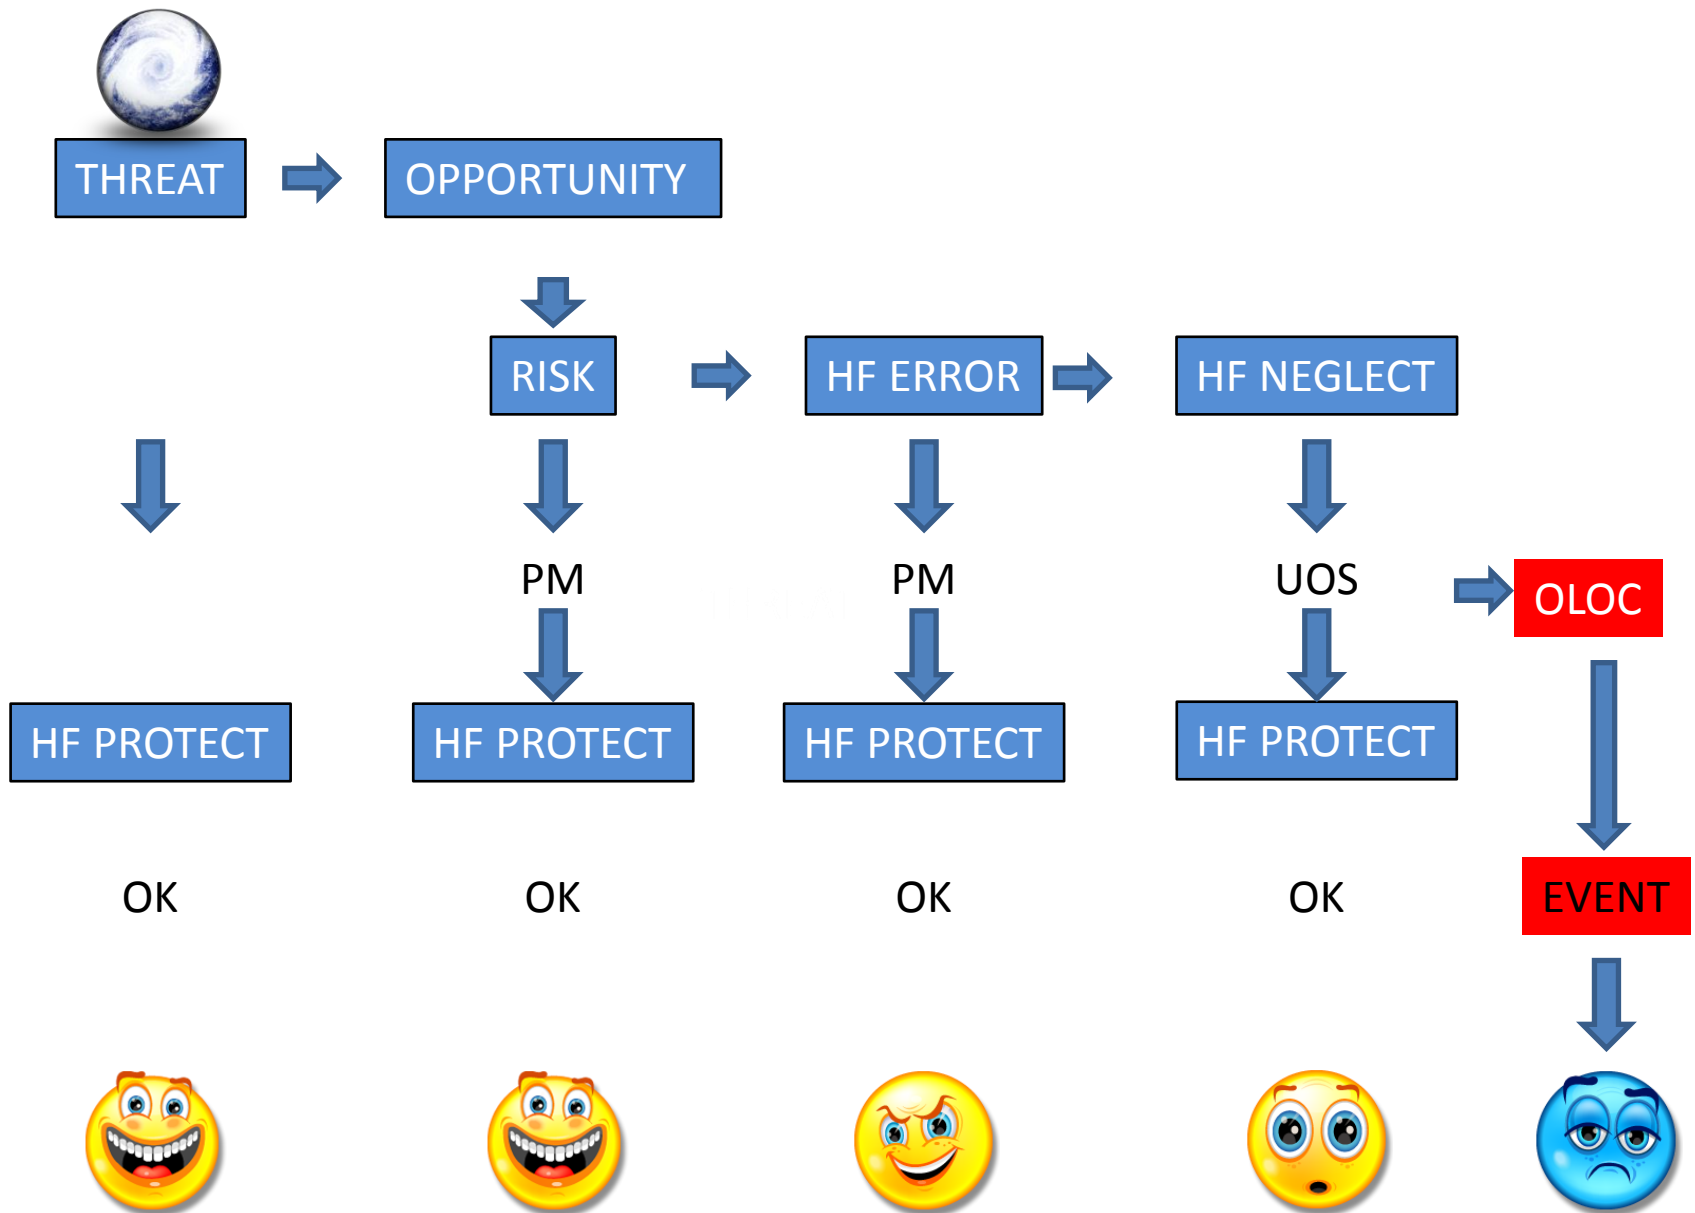 THREAT
OPPORTUNITY
RISK
HF ERROR
HF NEGLECT
PM
PM
UOS
OLOC
HF PROTECT
HF PROTECT
HF PROTECT
HF PROTECT
OK
OK
OK
OK
EVENT